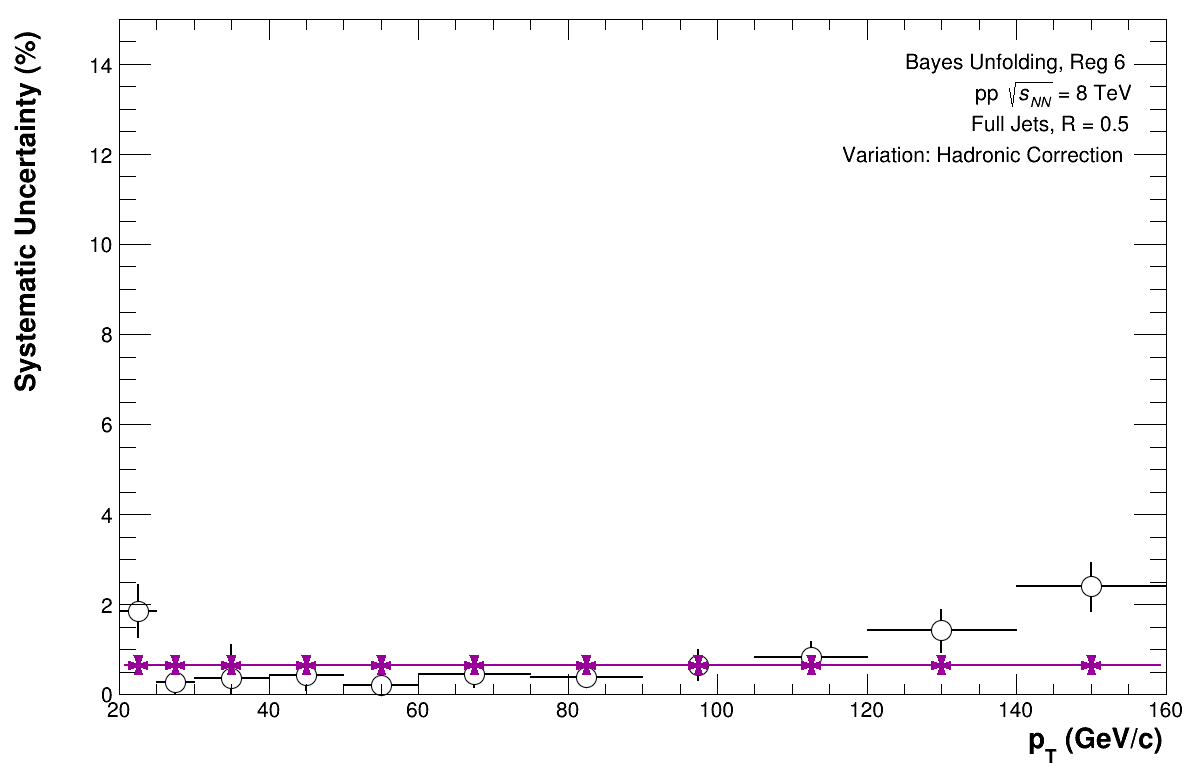 Systematic Uncertainty (%)
14
12
10
8
6
4
2
0
Bayes Unfolding, Reg 6
pp √s_NN = 8 TeV
Full Jets, R = 0.5
Variation: Hadronic Correction
20 40 60 80 100 120 140 160
p_T (GeV/c)